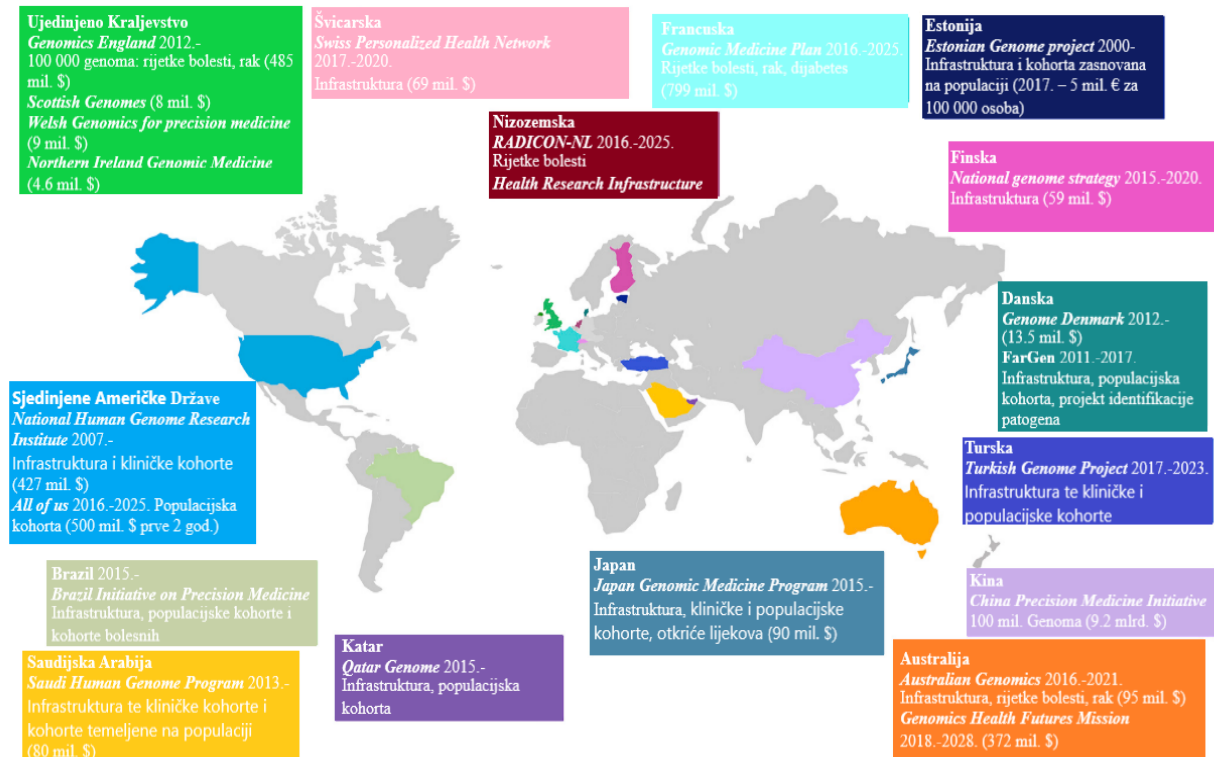 Ujedinjeno Kraljevstvo
Genomics England 2012.-
100 000 genoma: rijetke bolesti, rak (485
mil. $)
Scottish Genomes (8 mil. $)
Welsh Genomics for precision medicine
(9 mil. $)
Northern Ireland Genomic Medicine
(4.6 mil. $)
Švicarska
Swiss Personalized Health Network
2017.-2020.
Infrastruktura (69 mil. $)
Francuska
Genomic Medicine Plan 2016.-2025.
Rijetke bolesti, rak, dijabetes
(799 mil. $)
Estonija
Estonian Genome project 2000-
Infrastruktura i kohorta zasnovana
na populaciji (2017. – 5 mil. € za
100 000 osoba)
Nizozemska
RADICON-NL 2016.-2025.
Rijetke bolesti
Health Research Infrastructure
Finska
National genome strategy 2015.-2020.
Infrastruktura (59 mil. $)
Danska
Genome Denmark 2012.-
(13.5 mil. $)
FarGen 2011.-2017.
Infrastruktura, populacijska
kohorta, projekt identifikacije
patogena
Sjedinjene Američke Države
National Human Genome Research
Institute 2007.-
Infrastruktura i kliničke kohorte
(427 mil. $)
All of us 2016.-2025. Populacijska
kohorta (500 mil. $ prve 2 god.)
Turska
Turkish Genome Project 2017.-2023.
Infrastruktura te kliničke i
populacijske kohorte
Brazil 2015.-
Brazil Initiative on Precision Medicine
Infrastruktura, populacijske kohorte i
kohorte bolesnih
Japan
Japan Genomic Medicine Program 2015.-
Infrastruktura, kliničke i populacijske
kohorte, otkriće lijekova (90 mil. $)
Kina
China Precision Medicine Initiative
100 mil. Genoma (9.2 mlrd. $)
Saudijska Arabija
Saudi Human Genome Program 2013.-
Infrastruktura te kliničke kohorte i
kohorte temeljene na populaciji
(80 mil. $)
Katar
Qatar Genome 2015.-
Infrastruktura, populacijska
kohorta
Australija
Australian Genomics 2016.-2021.
Infrastruktura, rijetke bolesti, rak (95 mil. $)
Genomics Health Futures Mission
2018.-2028. (372 mil. $)